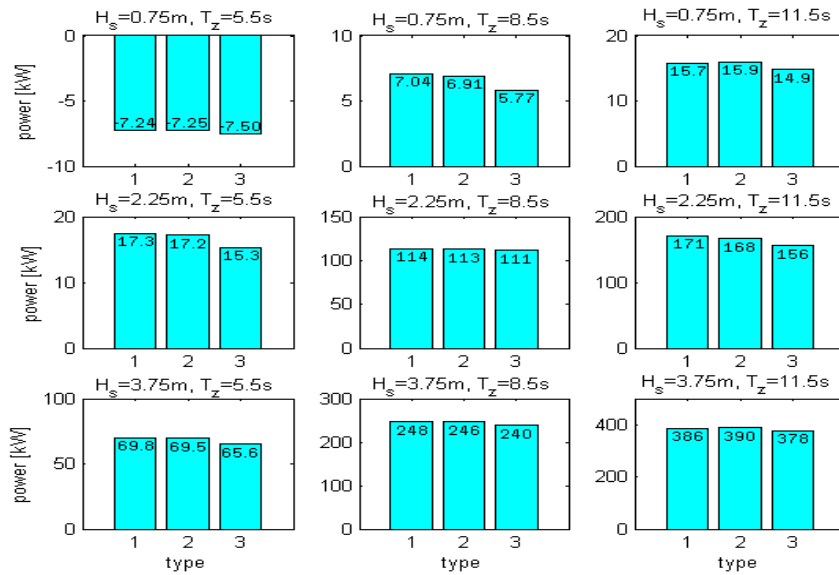 H_s=0.75m, T_z=5.5s
H_s=0.75m, T_z=8.5s
H_s=0.75m, T_z=11.5s
power [kW]
0
-5
-10
-7.24
-7.25
-7.50
1 2 3
10
5
0
7.04
6.91
5.77
1 2 3
20
10
0
15.7
15.9
14.9
1 2 3
H_s=2.25m, T_z=5.5s
H_s=2.25m, T_z=8.5s
H_s=2.25m, T_z=11.5s
power [kW]
20
10
0
17.3
17.2
15.3
1 2 3
150
100
50
0
114
113
111
1 2 3
200
100
0
171
168
156
1 2 3
H_s=3.75m, T_z=5.5s
H_s=3.75m, T_z=8.5s
H_s=3.75m, T_z=11.5s
power [kW]
100
50
0
69.8
69.5
65.6
1 2 3
type
300
200
100
0
248
246
240
1 2 3
type
400
200
0
386
390
378
1 2 3
type